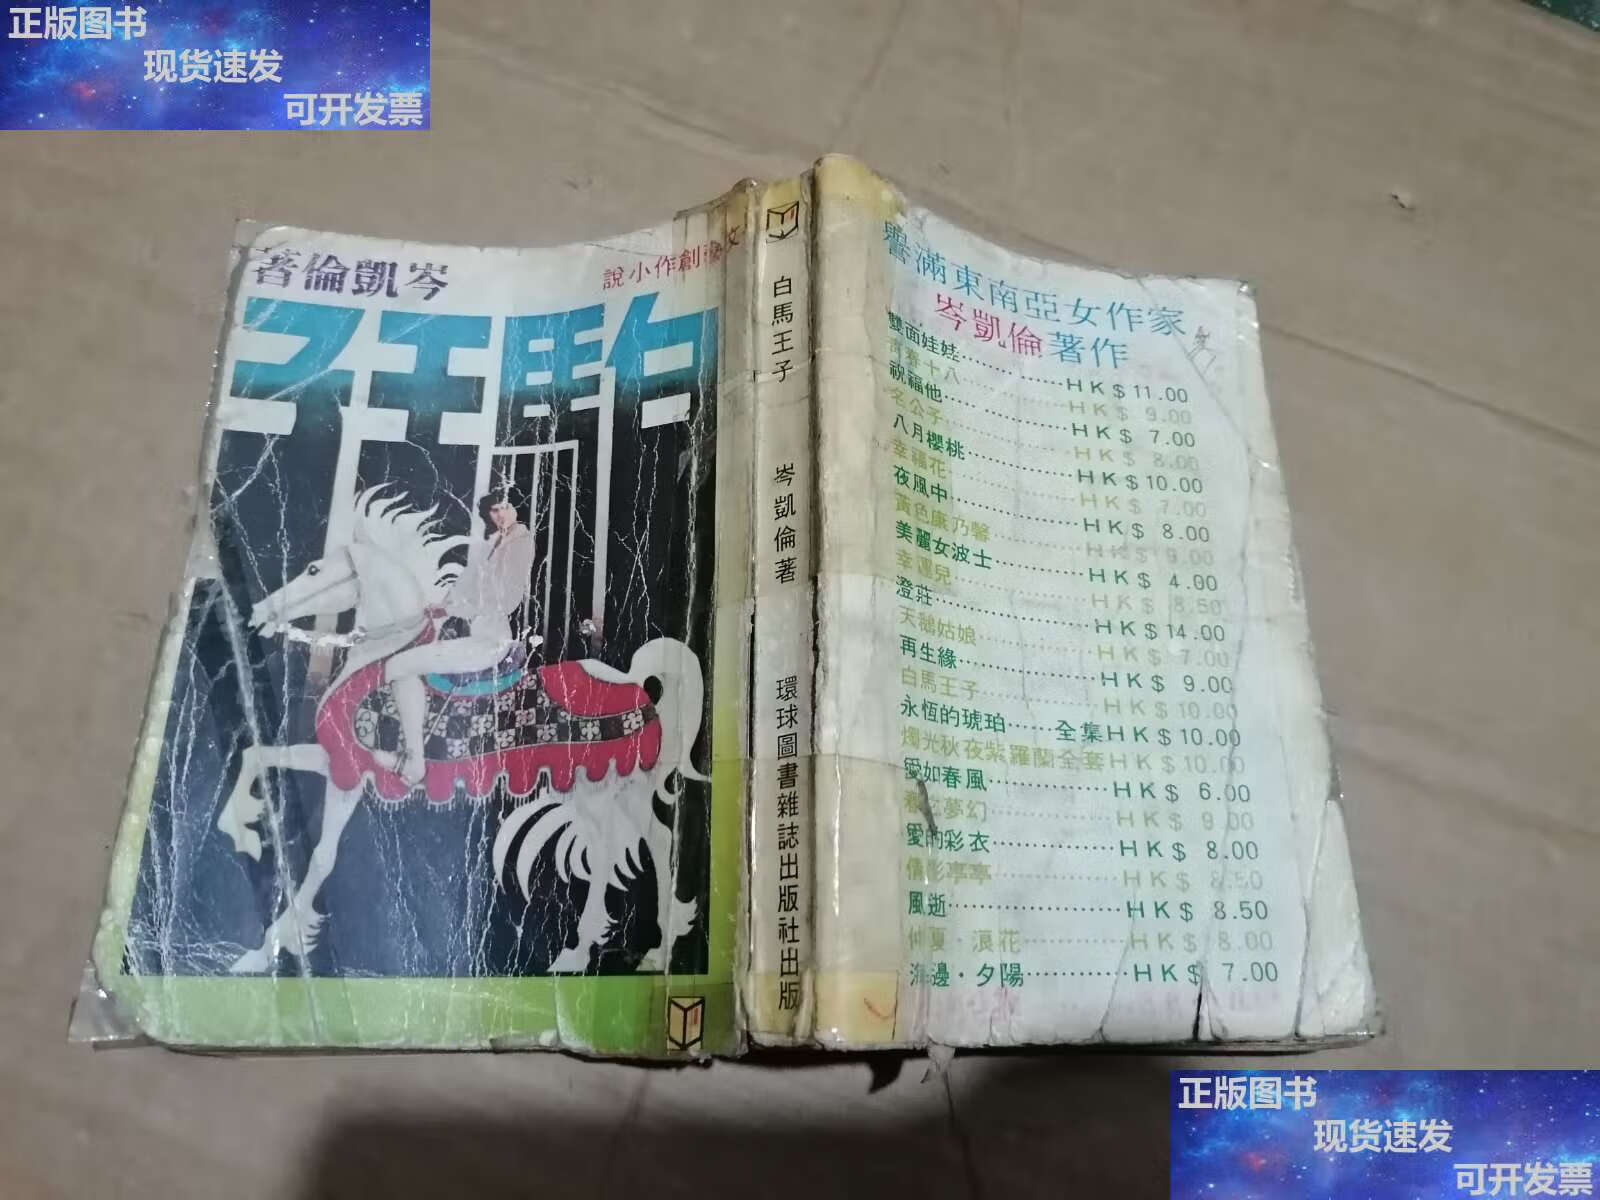 正版图书
现货速发
可开发票
文藝創作小說
岑凱倫著
白馬王子
白馬王子 岑凱倫著 環球圖書雜誌出版社出版
譽滿東南亞女作家
岑凱倫著作
雙面娃娃……………HK$11.00
青春十八……………HK$ 9.00
祝福他……………HK$ 7.00
名公子……………HK$ 8.00
八月櫻桃……………HK$10.00
幸福花……………HK$ 7.00
夜風中……………HK$ 8.00
黃色康乃馨……………HK$ 9.00
美麗女波士……………HK$ 4.00
幸運兒……………HK$ 8.50
澄莊……………HK$14.00
天鵝姑娘……………HK$ 7.00
再生緣……………HK$ 9.00
白馬王子……………HK$10.00
永恆的琥珀……全集HK$10.00
燭光秋夜紫羅蘭全套HK$10.00
愛如春風……………HK$ 6.00
夢幻……………HK$ 9.00
愛的彩衣……………HK$ 8.00
倩影亭亭……………HK$ 8.50
風逝……………HK$ 8.50
仲夏·浪花……………HK$ 8.00
海邊·夕陽……………HK$ 7.00
正版图书
现货速发
可开发票